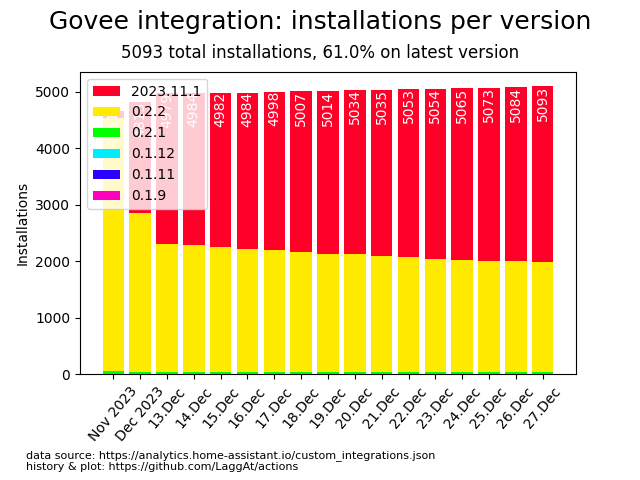 Govee integration: installations per version
5093 total installations, 61.0% on latest version
Installations
5000
4000
3000
2000
1000
0
2023.11.1
0.2.2
0.2.1
0.1.12
0.1.11
0.1.9
4982
4984
4998
5007
5014
5034
5035
5053
5054
5065
5073
5084
5093
Nov 2023
Dec 2023
13.Dec
14.Dec
15.Dec
16.Dec
17.Dec
18.Dec
19.Dec
20.Dec
21.Dec
22.Dec
23.Dec
24.Dec
25.Dec
26.Dec
27.Dec
data source: https://analytics.home-assistant.io/custom_integrations.json
history & plot: https://github.com/LaggAt/actions